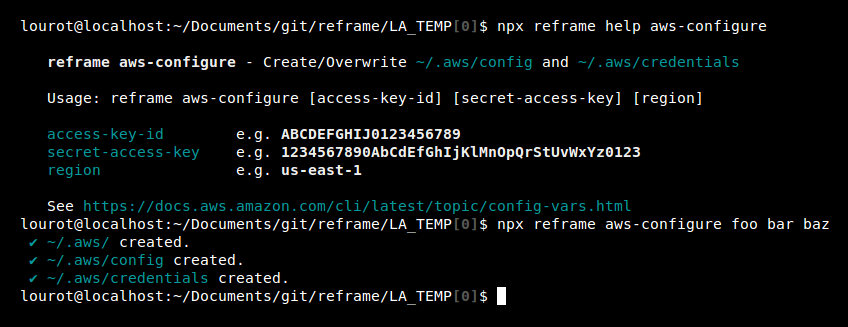 lourot@localhost:~/Documents/git/reframe/LA_TEMP[0]$ npx reframe help aws-configure
reframe aws-configure - Create/Overwrite ~/.aws/config and ~/.aws/credentials
Usage: reframe aws-configure [access-key-id] [secret-access-key] [region]
access-key-id e.g. ABCDEFGHIJ0123456789
secret-access-key e.g. 1234567890AbCdEfGhIjKlMnOpQrStUvWxYz0123
region e.g. us-east-1
See https://docs.aws.amazon.com/cli/latest/topic/config-vars.html
lourot@localhost:~/Documents/git/reframe/LA_TEMP[0]$ npx reframe aws-configure foo bar baz
✔ ~/.aws/ created.
✔ ~/.aws/config created.
✔ ~/.aws/credentials created.
lourot@localhost:~/Documents/git/reframe/LA_TEMP[0]$